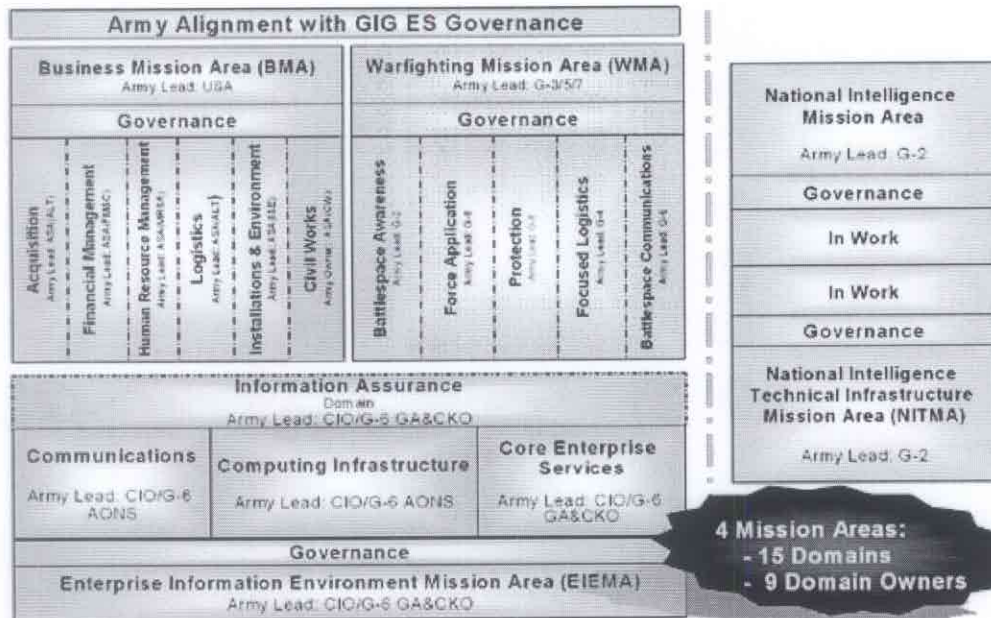 Army Alignment with GIG ES Governance
Business Mission Area (BMA)
Army Lead: USA
Governance
Acquisition
Army Lead: ASA(ALT)
Financial Management
Army Lead: ASA(FM&C)
Human Resource Management
Army Lead: ASA(M&RA)
Logistics
Army Lead: ASA(ALT)
Installations & Environment
Army Lead: ASA(I&E)
Civil Works
Army Owner: ASA(CW)
Warfighting Mission Area (WMA)
Army Lead: G-3/5/7
Governance
Battlespace Awareness
Army Lead: G-2
Force Application
Army Lead: G-8
Protection
Army Lead:
Focused Logistics
Army Lead: G-4
Battlespace Communications
Army Lead: G-6
Information Assurance
Domain
Army Lead: CIO/G-6 GA&CKO
Communications
Army Lead: CIO/G-6
AONS
Computing Infrastructure
Army Lead: CIO/G-6 AONS
Core Enterprise
Services
Army Lead: CIO/G-6
GA&CKO
Governance
Enterprise Information Environment Mission Area (EIEMA)
Army Lead: CIO/G-6 GA&CKO
National Intelligence
Mission Area
Army Lead: G-2
Governance
In Work
In Work
Governance
National Intelligence
Technical Infrastructure
Mission Area (NITMA)
Army Lead: G-2
4 Mission Areas:
- 15 Domains
- 9 Domain Owners